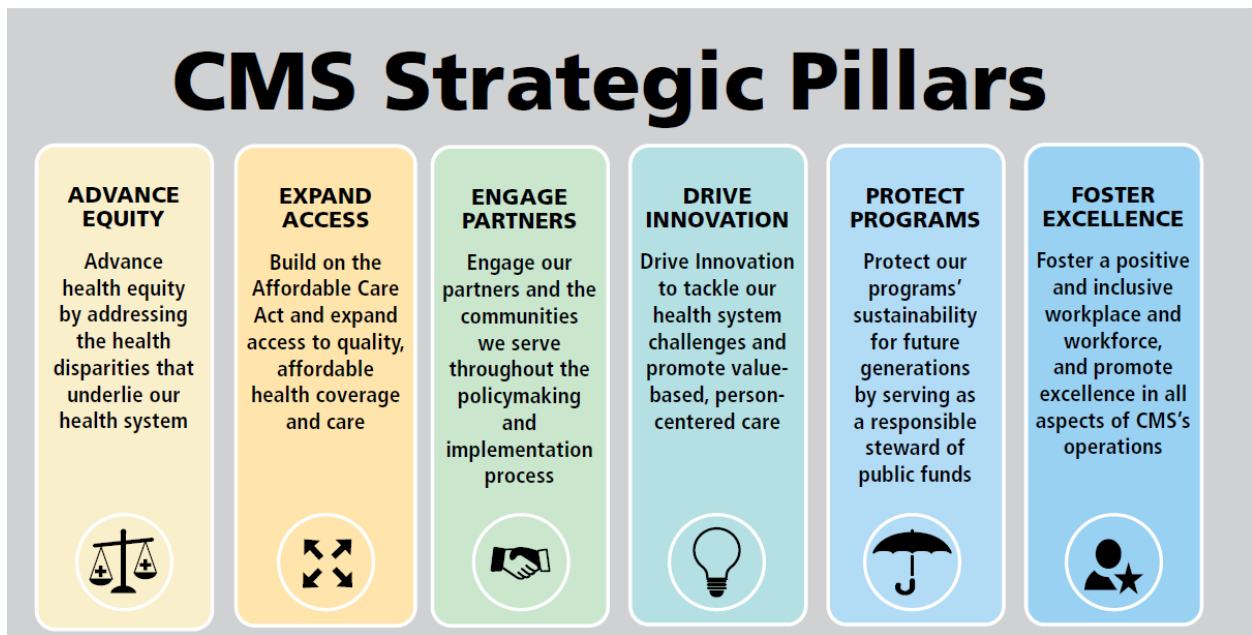 CMS Strategic Pillars
ADVANCE
EQUITY
Advance
health equity
by addressing
the health
disparities that
underlie our
health system
EXPAND
ACCESS
Build on the
Affordable Care
Act and expand
access to quality,
affordable
health coverage
and care
ENGAGE
PARTNERS
Engage our
partners and the
communities
we serve
throughout the
policymaking
and
implementation
process
DRIVE
INNOVATION
Drive Innovation
to tackle our
health system
challenges and
promote value-
based, person-
centered care
PROTECT
PROGRAMS
Protect our
programs’
sustainability
for future
generations
by serving as
a responsible
steward of
public funds
FOSTER
EXCELLENCE
Foster a positive
and inclusive
workplace and
workforce,
and promote
excellence in all
aspects of CMS’s
operations